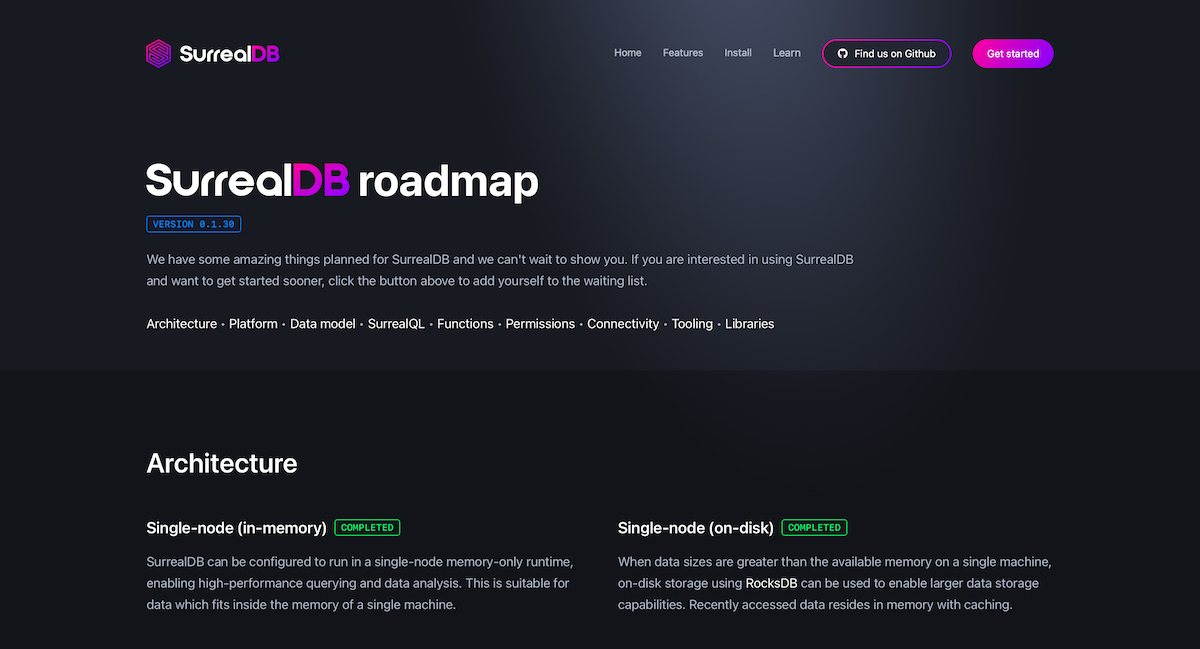 SurrealDB
Home Features Install Learn Find us on Github Get started
SurrealDB roadmap
VERSION 0.1.30
We have some amazing things planned for SurrealDB and we can't wait to show you. If you are interested in using SurrealDB
and want to get started sooner, click the button above to add yourself to the waiting list.
Architecture • Platform • Data model • SurrealQL • Functions • Permissions • Connectivity • Tooling • Libraries
Architecture
Single-node (in-memory) COMPLETED
SurrealDB can be configured to run in a single-node memory-only runtime,
enabling high-performance querying and data analysis. This is suitable for
data which fits inside the memory of a single machine.
Single-node (on-disk) COMPLETED
When data sizes are greater than the available memory on a single machine,
on-disk storage using RocksDB can be used to enable larger data storage
capabilities. Recently accessed data resides in memory with caching.